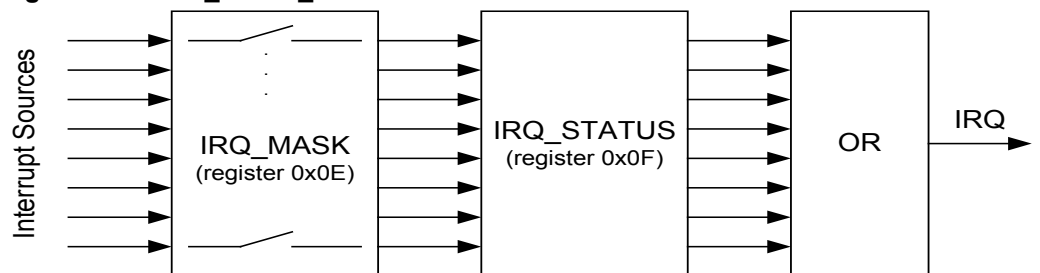 Interrupt Sources
IRQ_MASK
(register 0x0E)
IRQ_STATUS
(register 0x0F)
OR
IRQ